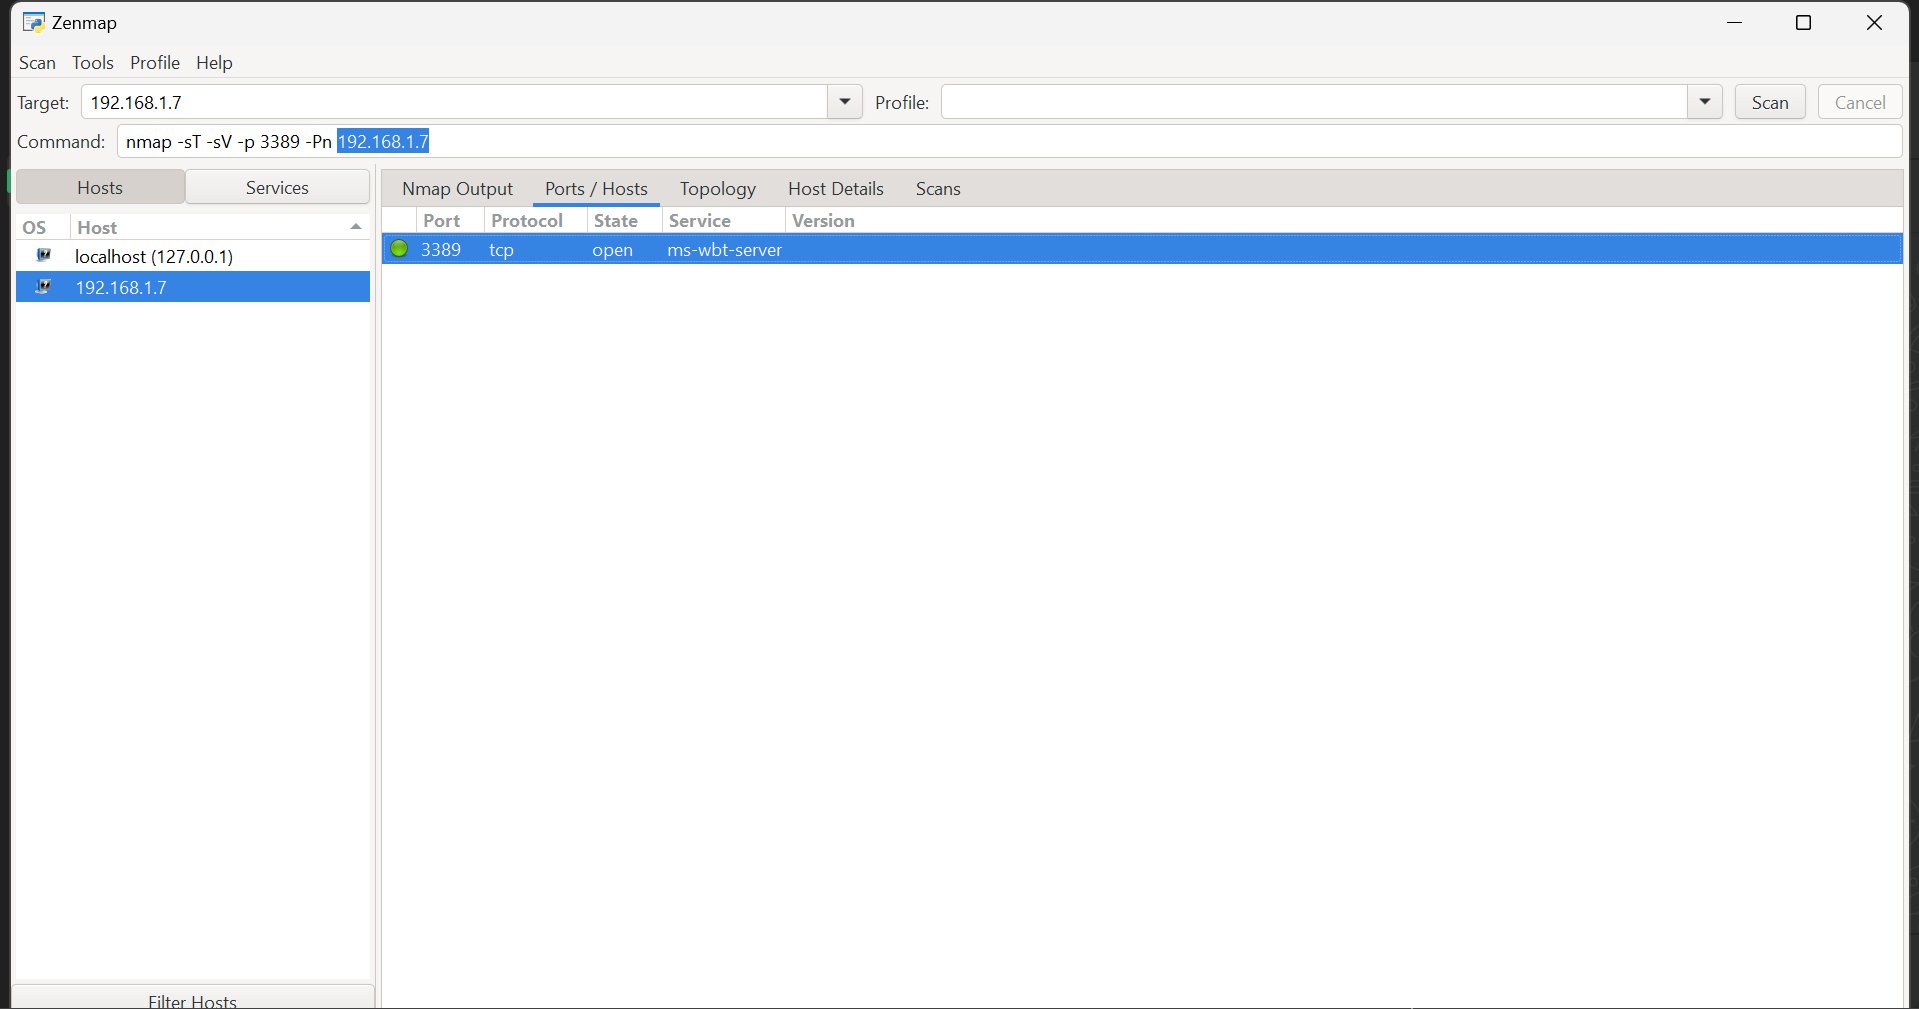 Zenmap
Scan Tools Profile Help
Target: 192.168.1.7 Profile: Scan Cancel
Command: nmap -sT -sV -p 3389 -Pn 192.168.1.7
Hosts Services
Nmap Output Ports / Hosts Topology Host Details Scans
OS Host
Port Protocol State Service Version
localhost (127.0.0.1)
192.168.1.7
3389 tcp open ms-wbt-server
Filter Hosts